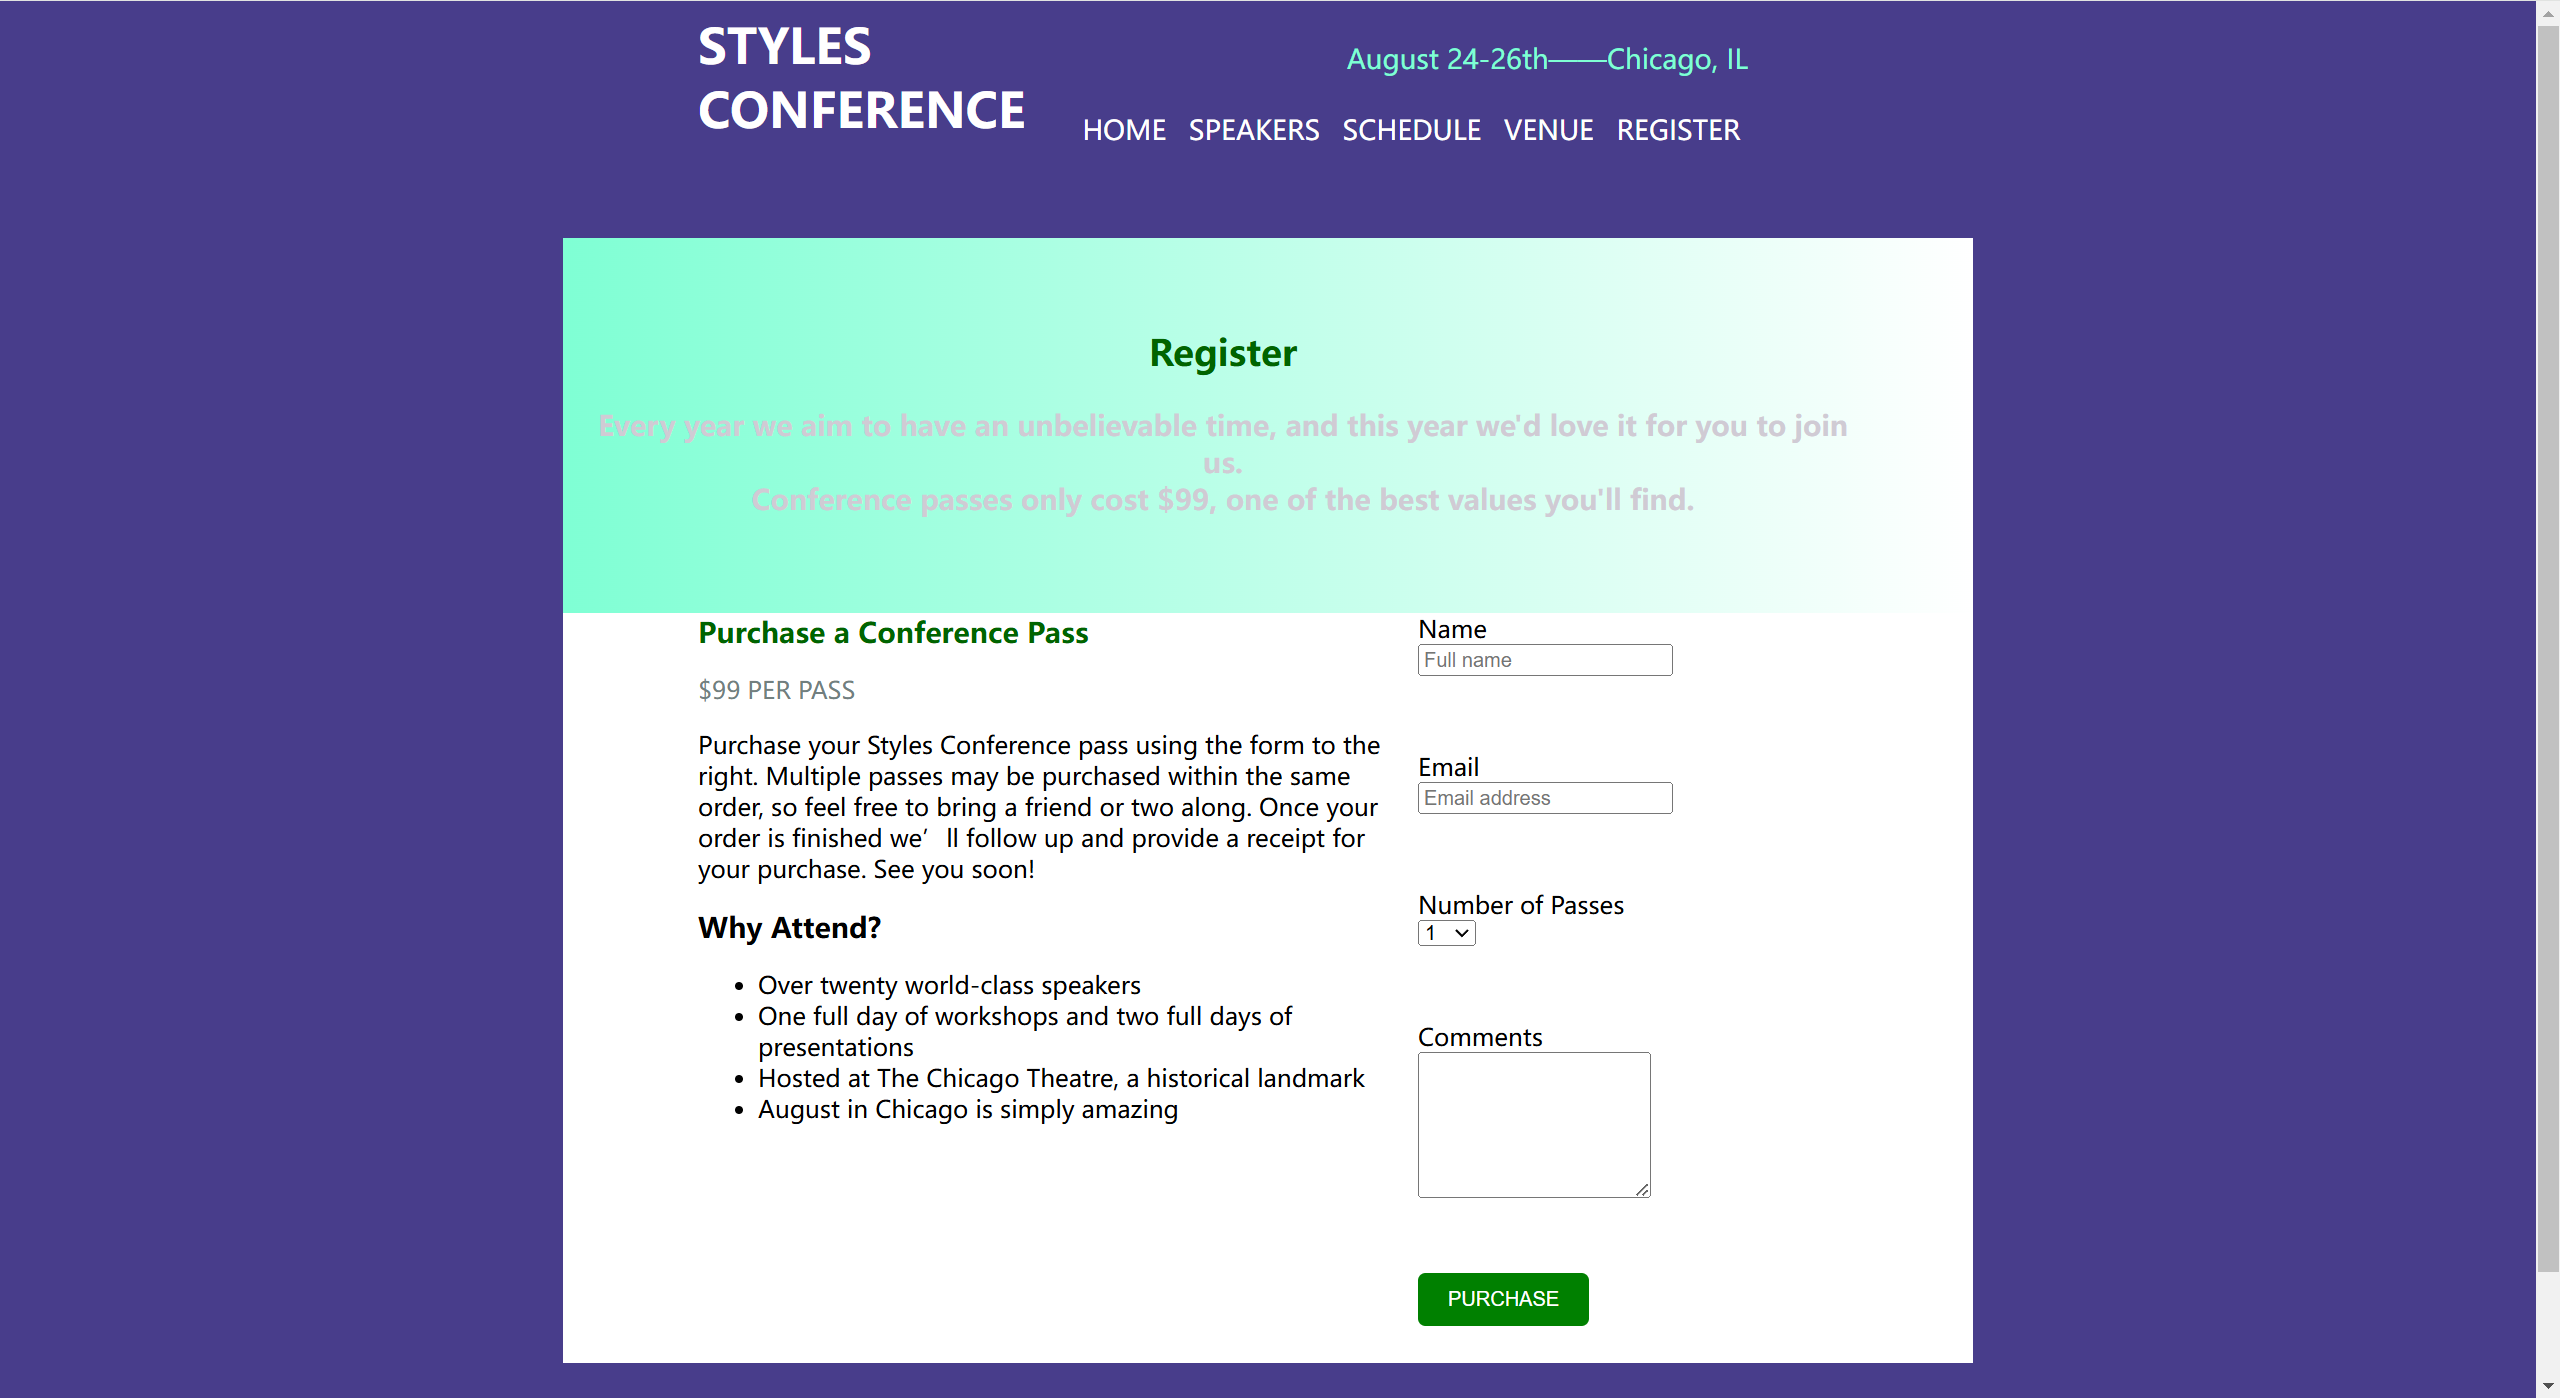 STYLES
CONFERENCE
August 24-26th——Chicago, IL
HOME SPEAKERS SCHEDULE VENUE REGISTER
Register
Every year we aim to have an unbelievable time, and this year we'd love it for you to join
us.
Conference passes only cost $99, one of the best values you'll find.
Purchase a Conference Pass
$99 PER PASS
Purchase your Styles Conference pass using the form to the
right. Multiple passes may be purchased within the same
order, so feel free to bring a friend or two along. Once your
order is finished we’ll follow up and provide a receipt for
your purchase. See you soon!
Why Attend?
• Over twenty world-class speakers
• One full day of workshops and two full days of
presentations
• Hosted at The Chicago Theatre, a historical landmark
• August in Chicago is simply amazing
Name
Full name
Email
Email address
Number of Passes
1
Comments
PURCHASE